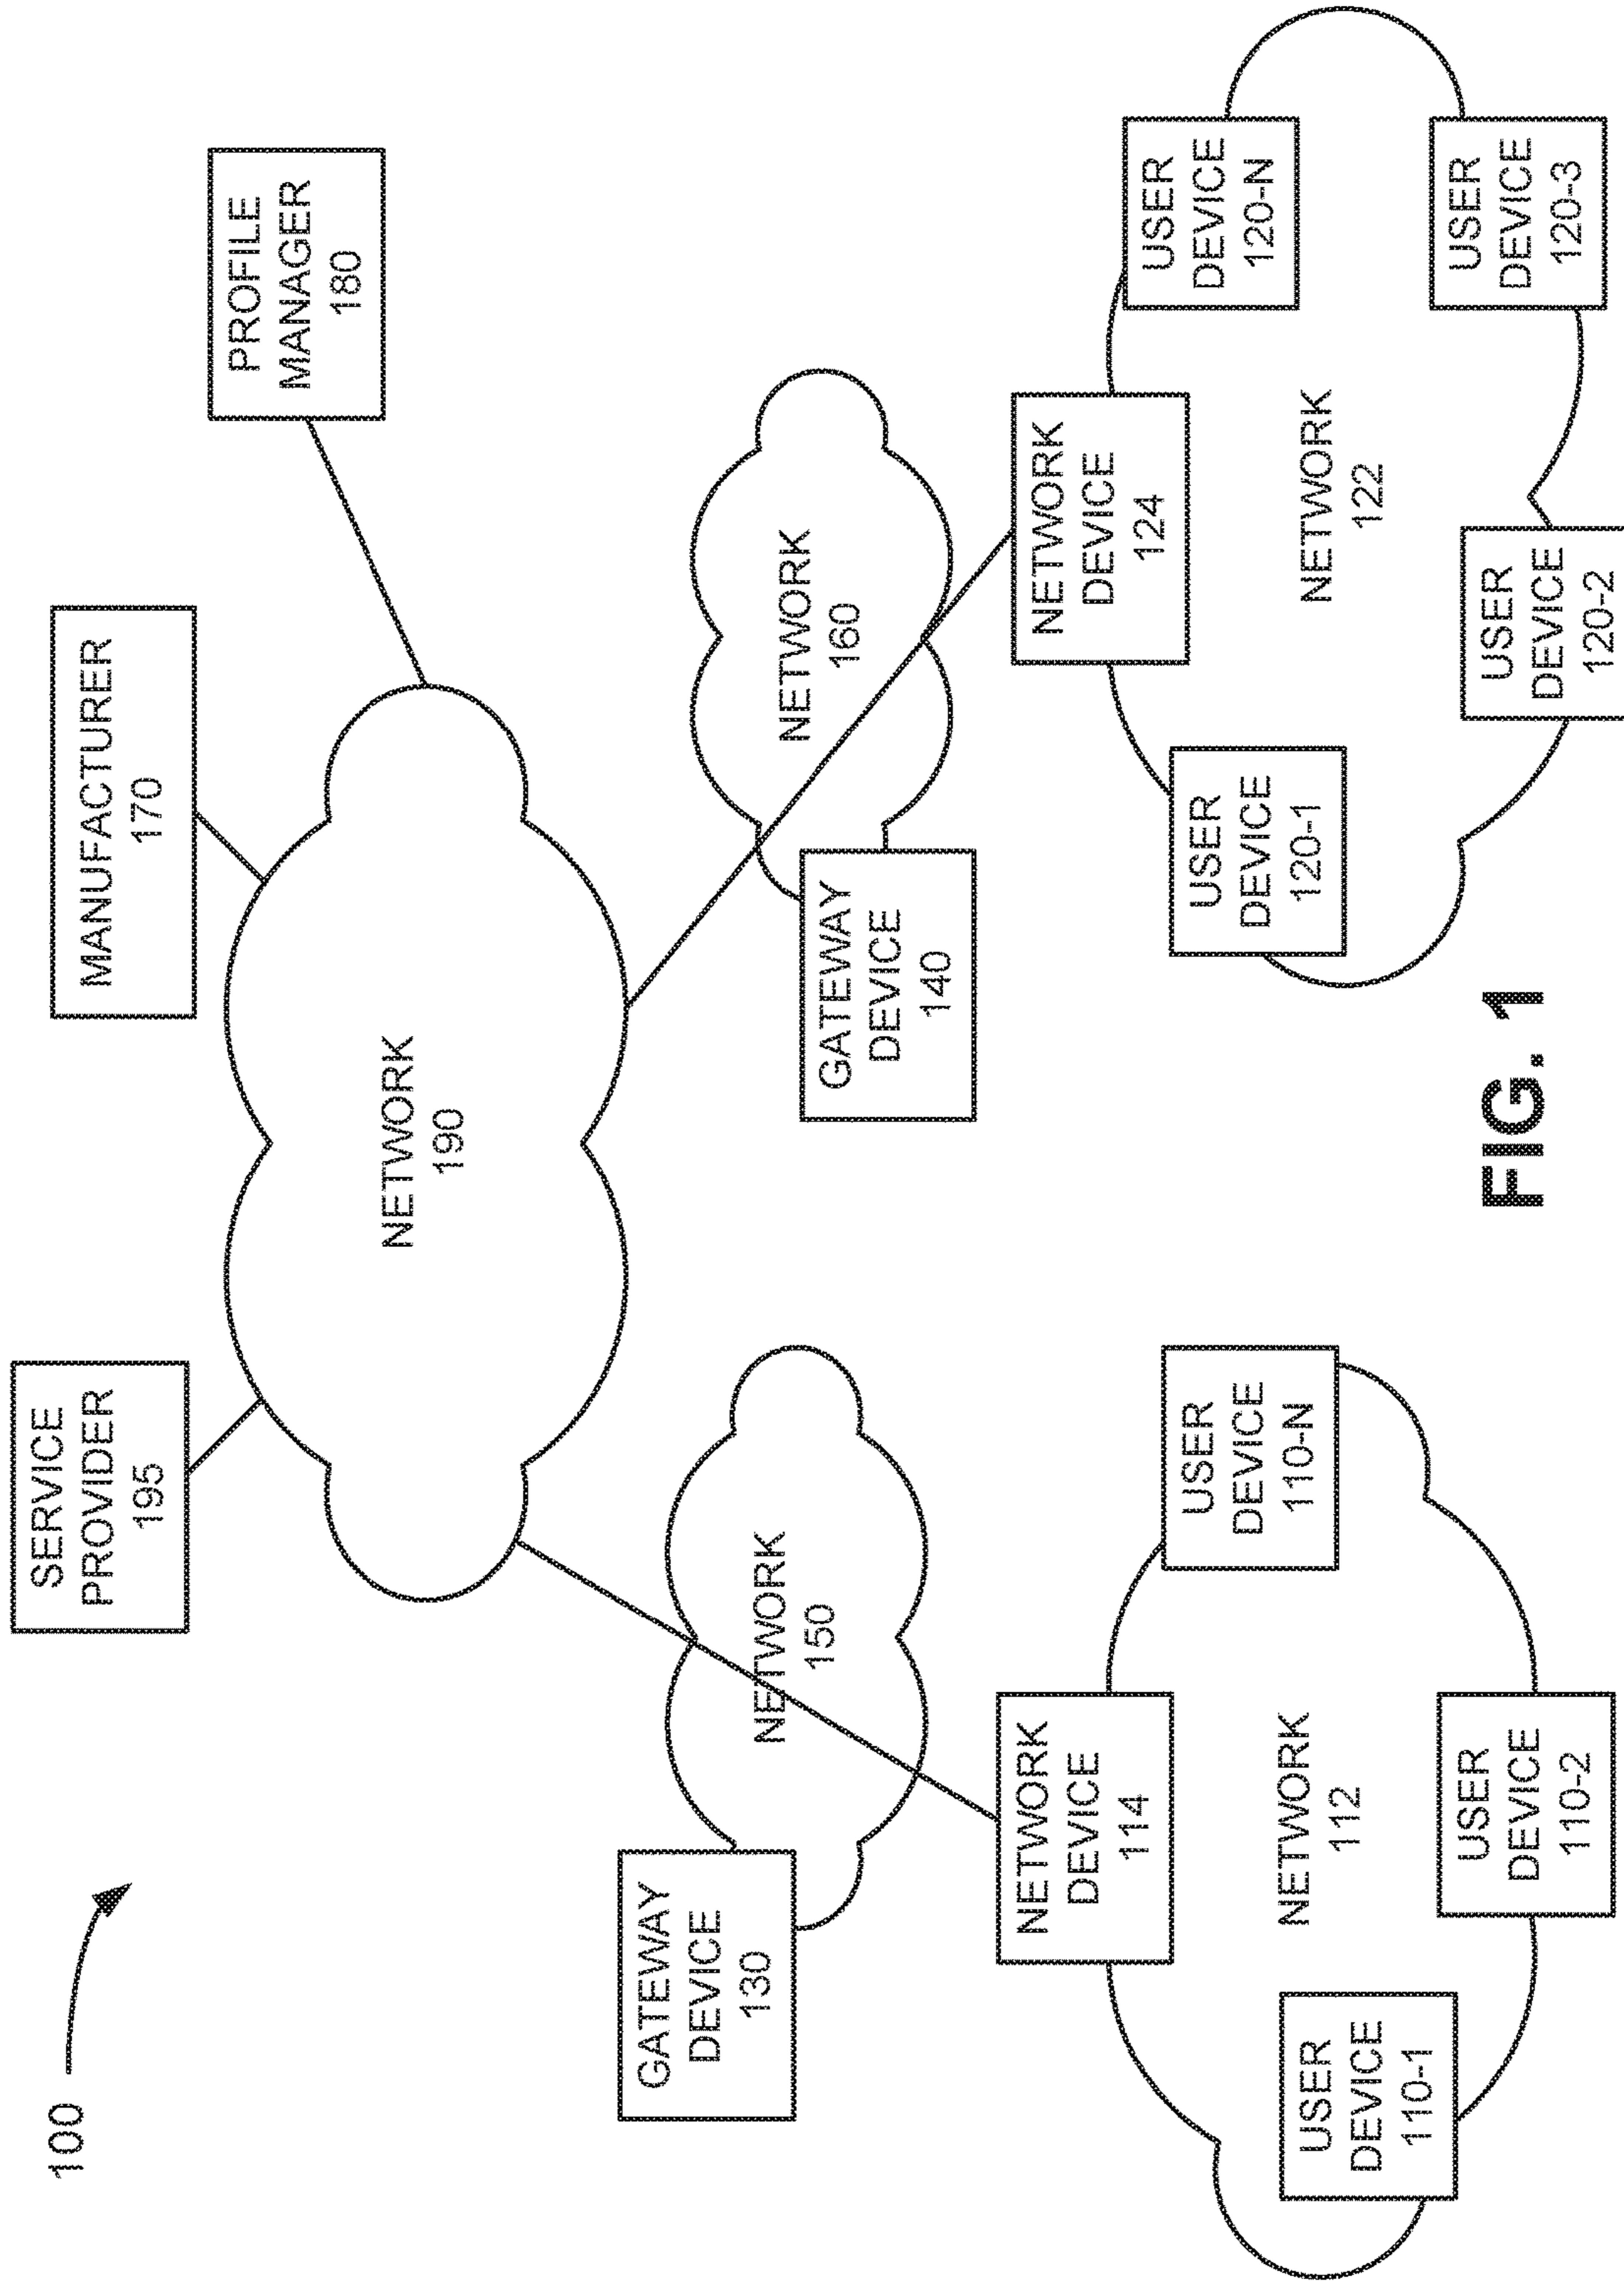 100
SERVICE
PROVIDER
195
MANUFACTURER
170
PROFILE
MANAGER
180
NETWORK
190
GATEWAY
DEVICE
130
NETWORK
150
GATEWAY
DEVICE
140
NETWORK
160
NETWORK
DEVICE
114
NETWORK
112
USER
DEVICE
110-1
USER
DEVICE
110-2
USER
DEVICE
110-N
NETWORK
DEVICE
124
NETWORK
122
USER
DEVICE
120-1
USER
DEVICE
120-2
USER
DEVICE
120-3
USER
DEVICE
120-N
FIG. 1